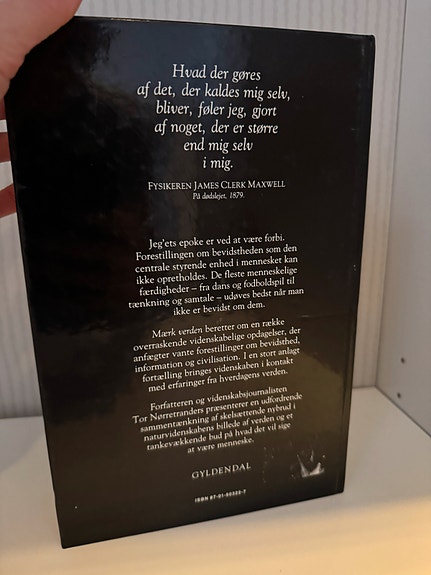 Hvad der gøres
af det, der kaldes mig selv,
bliver, føler jeg, gjort
af noget, der er større
end mig selv
i mig.
FYSIKEREN JAMES CLERK MAXWELL
På dødslejet, 1879.
Jeg'ets epoke er ved at være forbi.
Forestillingen om bevidstheden som den
centrale styrende enhed i mennesket kan
ikke opretholdes. De fleste menneskelige
færdigheder – fra dans og fodboldspil til
tænkning og samtale – udøves bedst når man
ikke er bevidst om dem.
Mærk verden beretter om en række
overraskende videnskabelige opdagelser, der
anfægter vante forestillinger om bevidsthed,
information og civilisation. I en stort anlagt
fortælling bringes videnskaben i kontakt
med erfaringer fra hverdagens verden.
Forfatteren og videnskabsjournalisten
Tor Nørretranders præsenterer en udfordrende
sammentænkning af skelsættende nybrud i
naturvidenskabens billede af verden og et
tankevækkende bud på hvad det vil sige
at være menneske.
GYLDENDAL